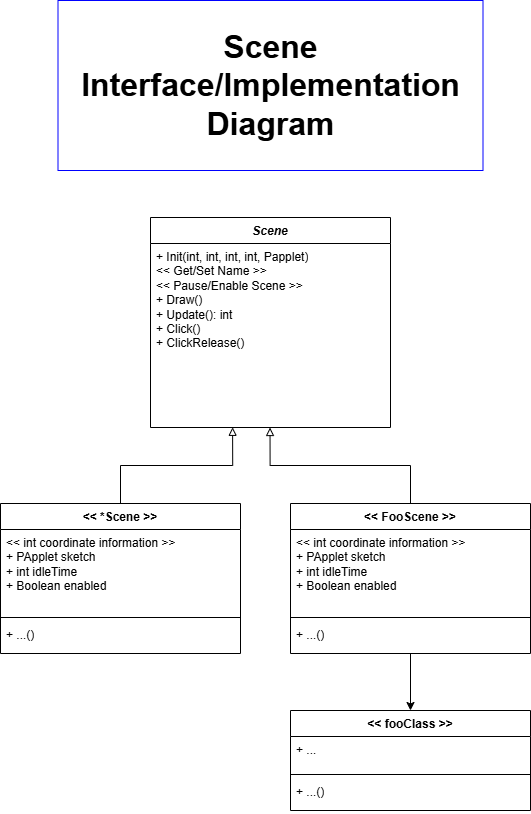 Scene
Interface/Implementation
Diagram
Scene
+ Init(int, int, int, int, Papplet)
<< Get/Set Name >>
<< Pause/Enable Scene >>
+ Draw()
+ Update(): int
+ Click()
+ ClickRelease()
<< *Scene >>
<< int coordinate information >>
+ PApplet sketch
+ int idleTime
+ Boolean enabled
+ ...()
<< FooScene >>
<< int coordinate information >>
+ PApplet sketch
+ int idleTime
+ Boolean enabled
+ ...()
<< fooClass >>
+ ...
+ ...()